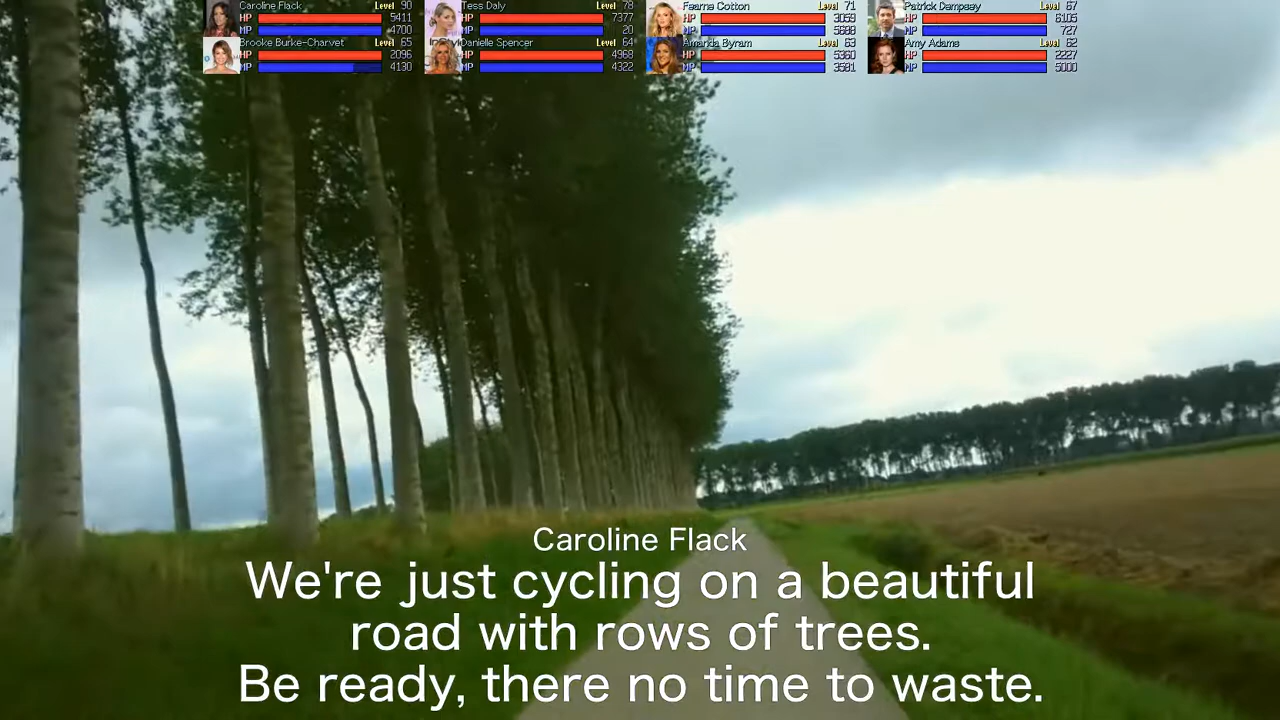 Caroline Flack Level 90
HP 5411
MP 4700
Tess Daly Level 78
HP 7377
MP 20
Fearne Cotton Level 71
HP 3059
MP 5888
Patrick Dempsey Level 67
HP 6105
MP 727
Brooke Burke-Charvet Level 65
HP 2096
MP 4190
Danielle Spencer Level 64
HP 4968
MP 4322
Amanda Byram Level 63
HP 5360
MP 3581
Amy Adams Level 62
HP 2227
MP 5000
Caroline Flack
We're just cycling on a beautiful
road with rows of trees.
Be ready, there no time to waste.